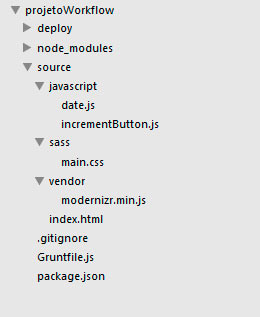 projetoWorkflow
deploy
node_modules
source
javascript
date.js
incrementButton.js
sass
main.css
vendor
modernizr.min.js
index.html
.gitignore
Gruntfile.js
package.json